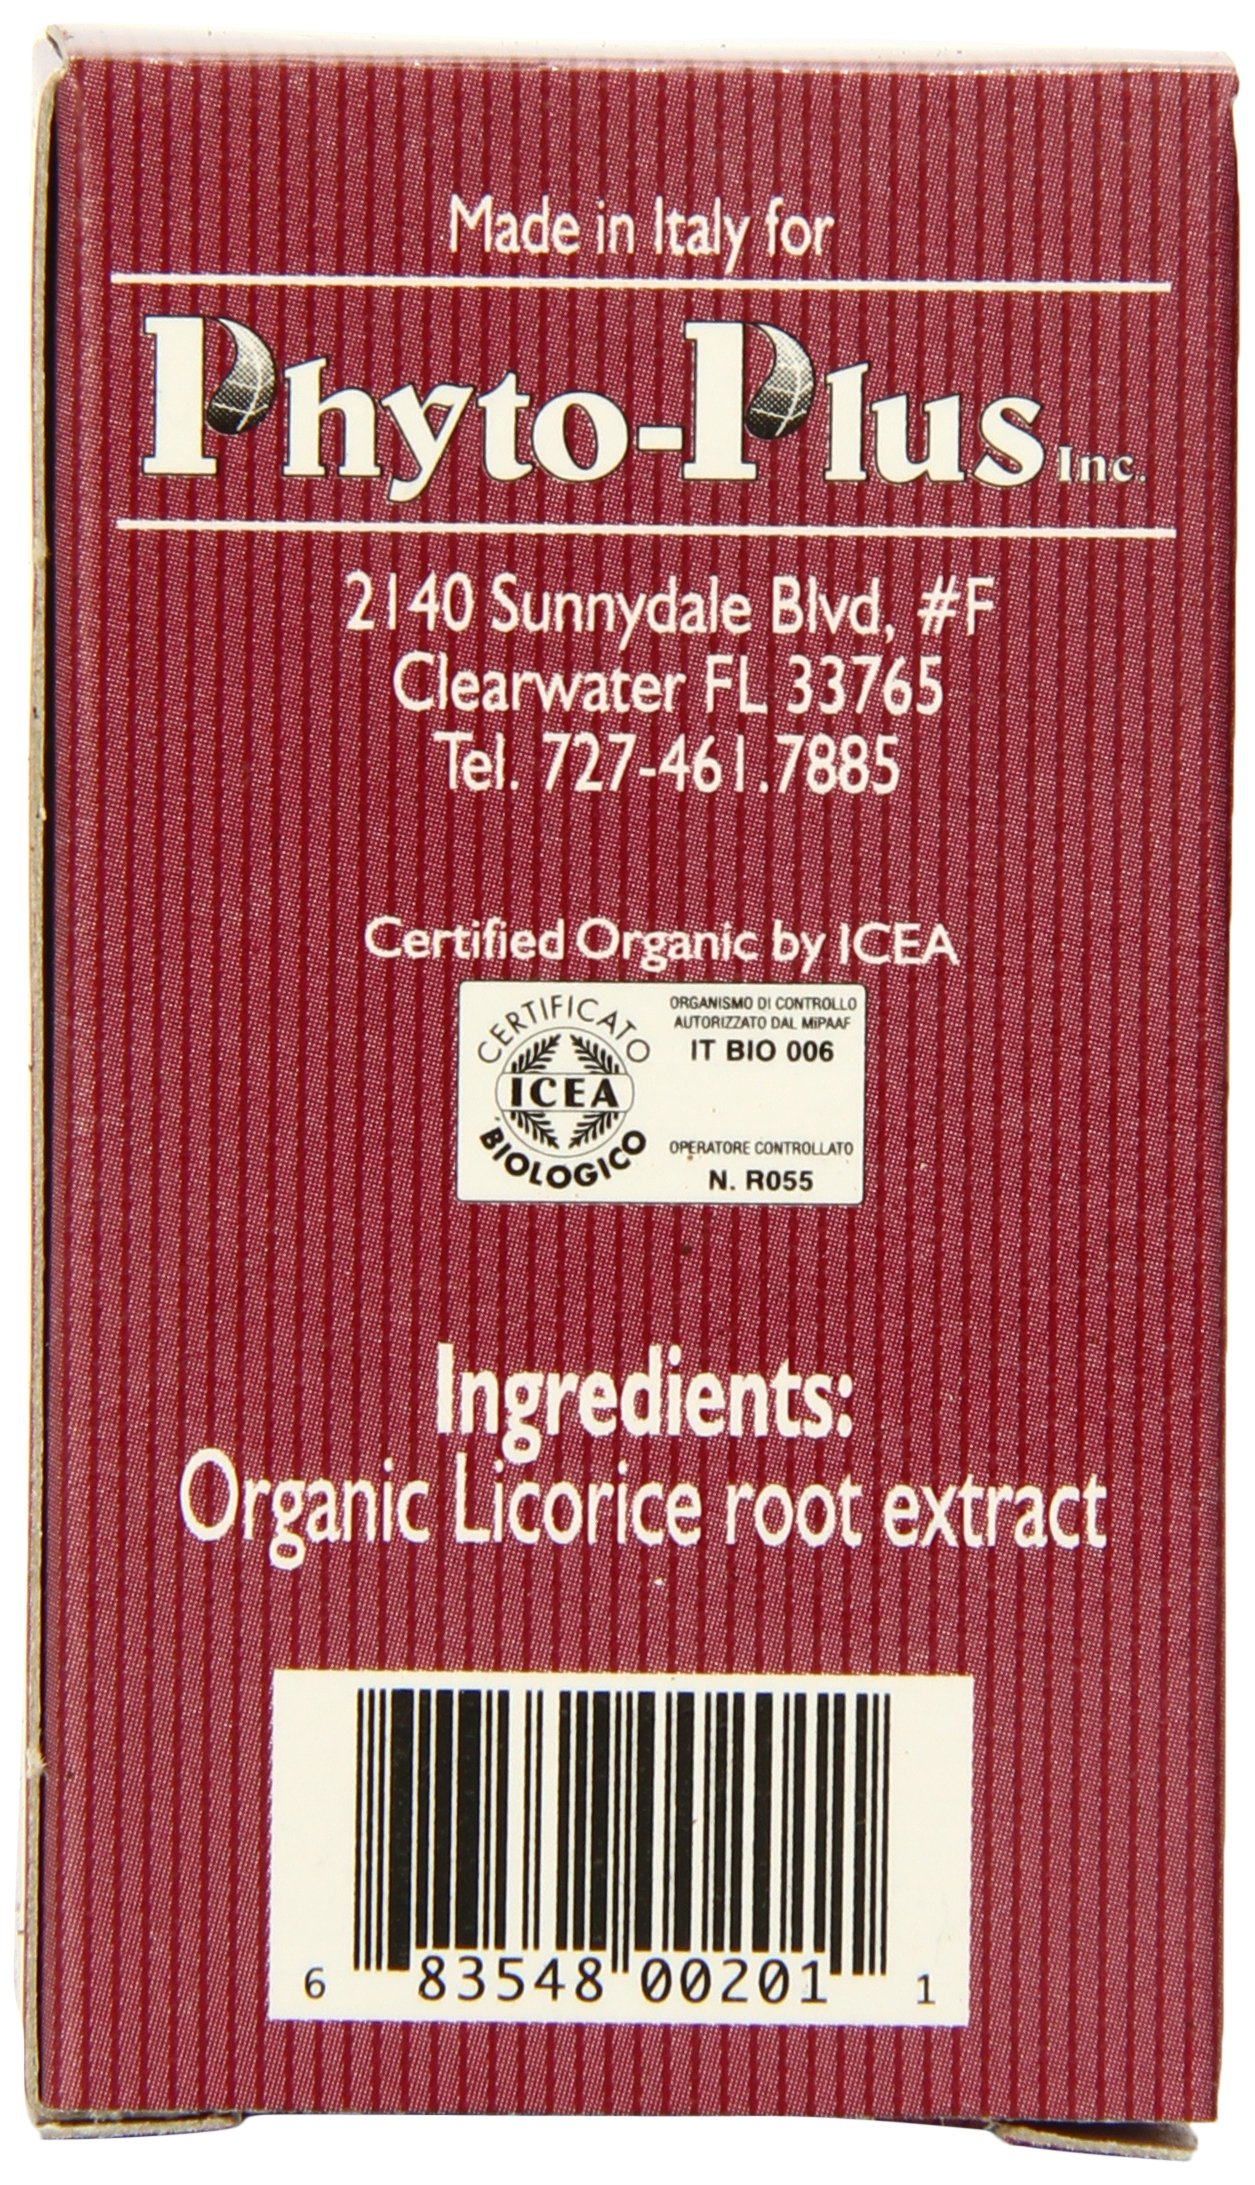 Made in Italy for
Phyto-Plus Inc.
2140 Sunnydale Blvd, #F
Clearwater FL 33765
Tel. 727-461.7885
Certified Organic by ICEA
CERTIFICATO
ICEA
BIOLOGICO
ORGANISMO DI CONTROLLO
AUTORIZZATO DAL MiPAAF
IT BIO 006
OPERATORE CONTROLLATO
N. R055
Ingredients:
Organic Licorice root extract
6 83548 00201 1